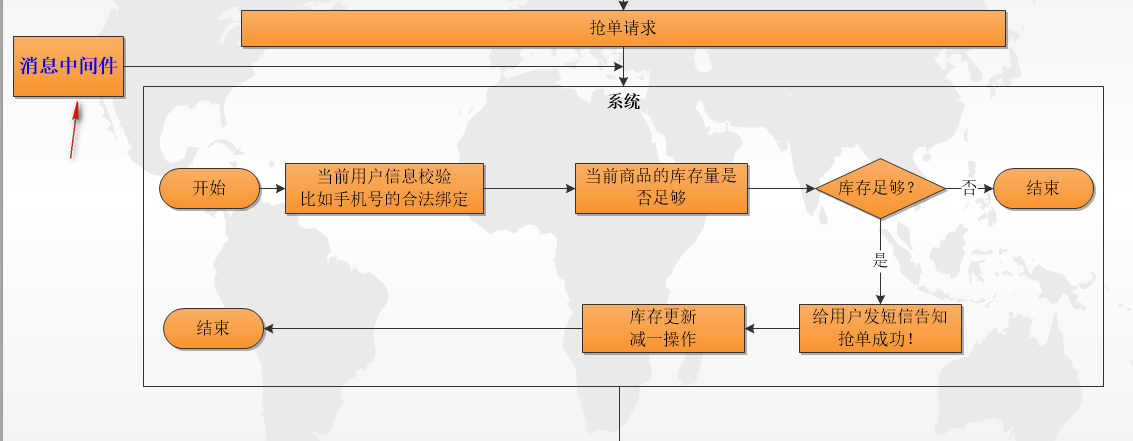 抢单请求
消息中间件
系统
开始
当前用户信息校验
比如手机号的合法绑定
当前商品的库存量是
否足够
库存足够?
否
结束
是
结束
库存更新
减一操作
给用户发短信告知
抢单成功!